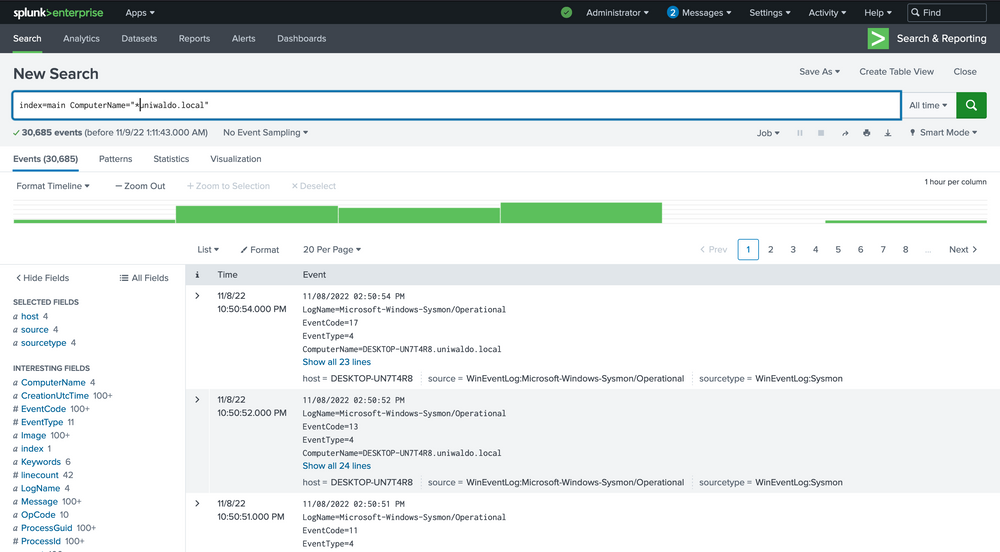 splunk>enterprise Apps Administrator 2 Messages Settings Activity Help Find
Search Analytics Datasets Reports Alerts Dashboards > Search & Reporting
New Search Save As Create Table View Close
index=main ComputerName="*uniwaldo.local" All time
30,685 events (before 11/9/22 1:11:43.000 AM) No Event Sampling Job Smart Mode
Events (30,685) Patterns Statistics Visualization
Format Timeline — Zoom Out + Zoom to Selection × Deselect 1 hour per column
List Format 20 Per Page < Prev 1 2 3 4 5 6 7 8 ... Next >
< Hide Fields All Fields i Time Event
SELECTED FIELDS
a host 4
a source 4
a sourcetype 4
INTERESTING FIELDS
a ComputerName 4
a CreationUtcTime 100+
# EventCode 100+
# EventType 11
a Image 100+
a index 1
a Keywords 6
# linecount 42
a LogName 4
a Message 100+
a OpCode 10
a ProcessGuid 100+
# ProcessId 100+
> 11/8/22 10:50:54.000 PM
11/08/2022 02:50:54 PM
LogName=Microsoft-Windows-Sysmon/Operational
EventCode=17
EventType=4
ComputerName=DESKTOP-UN7T4R8.uniwaldo.local
Show all 23 lines
host = DESKTOP-UN7T4R8 source = WinEventLog:Microsoft-Windows-Sysmon/Operational sourcetype = WinEventLog:Sysmon
> 11/8/22 10:50:52.000 PM
11/08/2022 02:50:52 PM
LogName=Microsoft-Windows-Sysmon/Operational
EventCode=13
EventType=4
ComputerName=DESKTOP-UN7T4R8.uniwaldo.local
Show all 24 lines
host = DESKTOP-UN7T4R8 source = WinEventLog:Microsoft-Windows-Sysmon/Operational sourcetype = WinEventLog:Sysmon
> 11/8/22 10:50:51.000 PM
11/08/2022 02:50:51 PM
LogName=Microsoft-Windows-Sysmon/Operational
EventCode=11
EventType=4